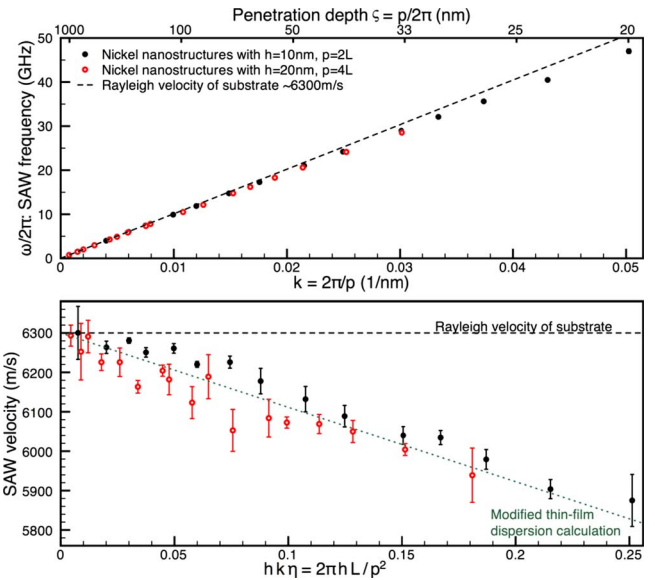 Penetration depth ς = p/2π (nm)
1000 100 50 33 25 20
50
40
30
20
10
0
ω/2π: SAW frequency (GHz)
Nickel nanostructures with h=10nm, p=2L
Nickel nanostructures with h=20nm, p=4L
Rayleigh velocity of substrate ~6300m/s
0 0.01 0.02 0.03 0.04 0.05
k = 2π/p (1/nm)
6300
6200
6100
6000
5900
5800
SAW velocity (m/s)
Rayleigh velocity of substrate
Modified thin-film
dispersion calculation
0 0.05 0.1 0.15 0.2 0.25
h k η = 2π h L / p²